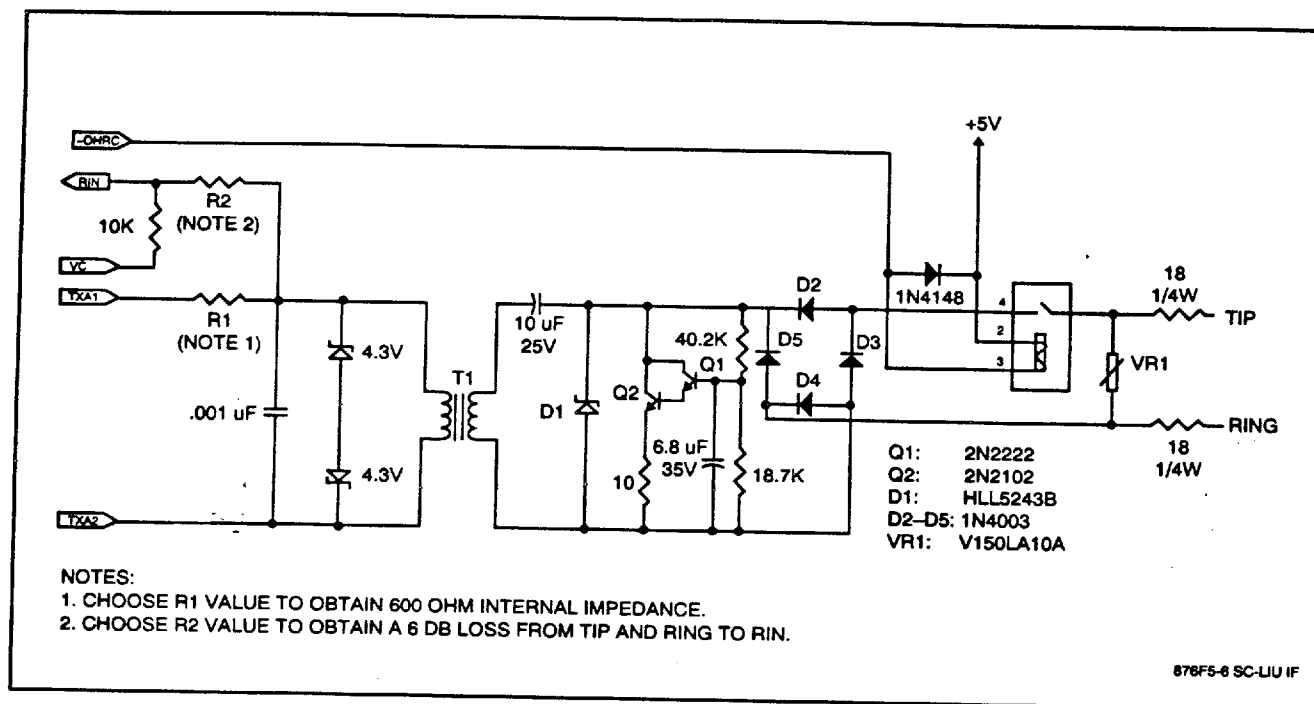 +5V
-OHRC
RIN
R2
(NOTE 2)
10K
VC
TXA1
R1
(NOTE 1)
1N4148
D2
18
1/4W
TIP
4
2
3
10 uF
25V
40.2K
D5
D3
VR1
4.3V
T1
Q1
Q2
D4
D1
.001 uF
RING
18
1/4W
6.8 uF
35V
18.7K
10
4.3V
TXA2
Q1: 2N2222
Q2: 2N2102
D1: HLL5243B
D2–D5: 1N4003
VR1: V150LA10A
NOTES:
1. CHOOSE R1 VALUE TO OBTAIN 600 OHM INTERNAL IMPEDANCE.
2. CHOOSE R2 VALUE TO OBTAIN A 6 DB LOSS FROM TIP AND RING TO RIN.
876F5-6 SC-LIU IF